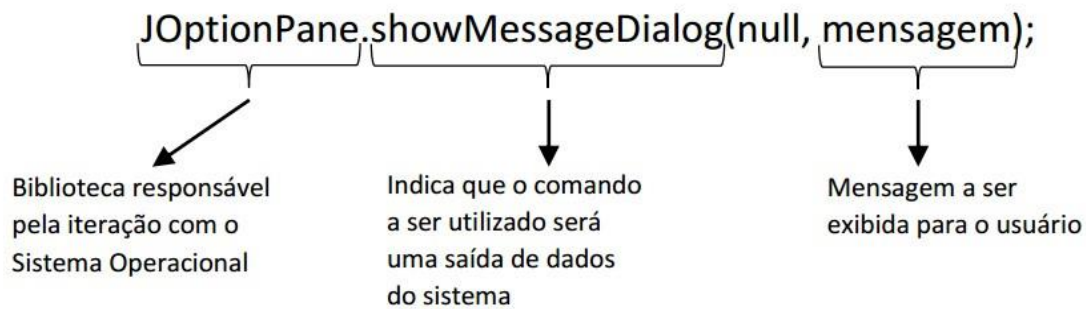 JOptionPane.showMessageDialog(null, mensagem);
Biblioteca responsável
pela iteração com o
Sistema Operacional
Indica que o comando
a ser utilizado será
uma saída de dados
do sistema
Mensagem a ser
exibida para o usuário